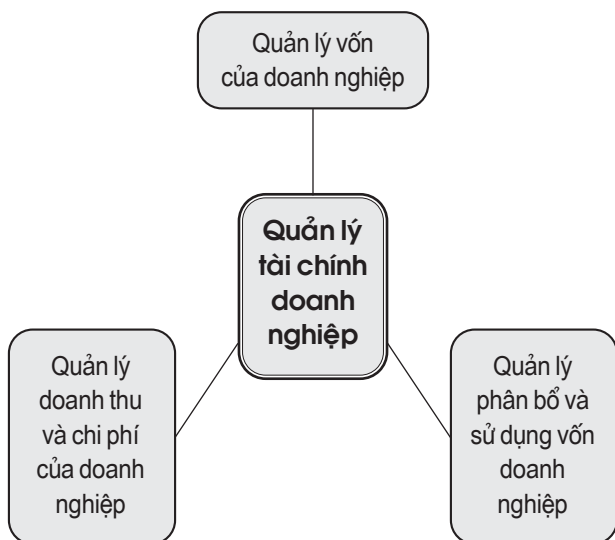 Quản lý vốn
của doanh nghiệp
Quản lý
tài chính
doanh
nghiệp
Quản lý
doanh thu
và chi phí
của doanh
nghiệp
Quản lý
phân bổ và
sử dụng vốn
doanh
nghiệp